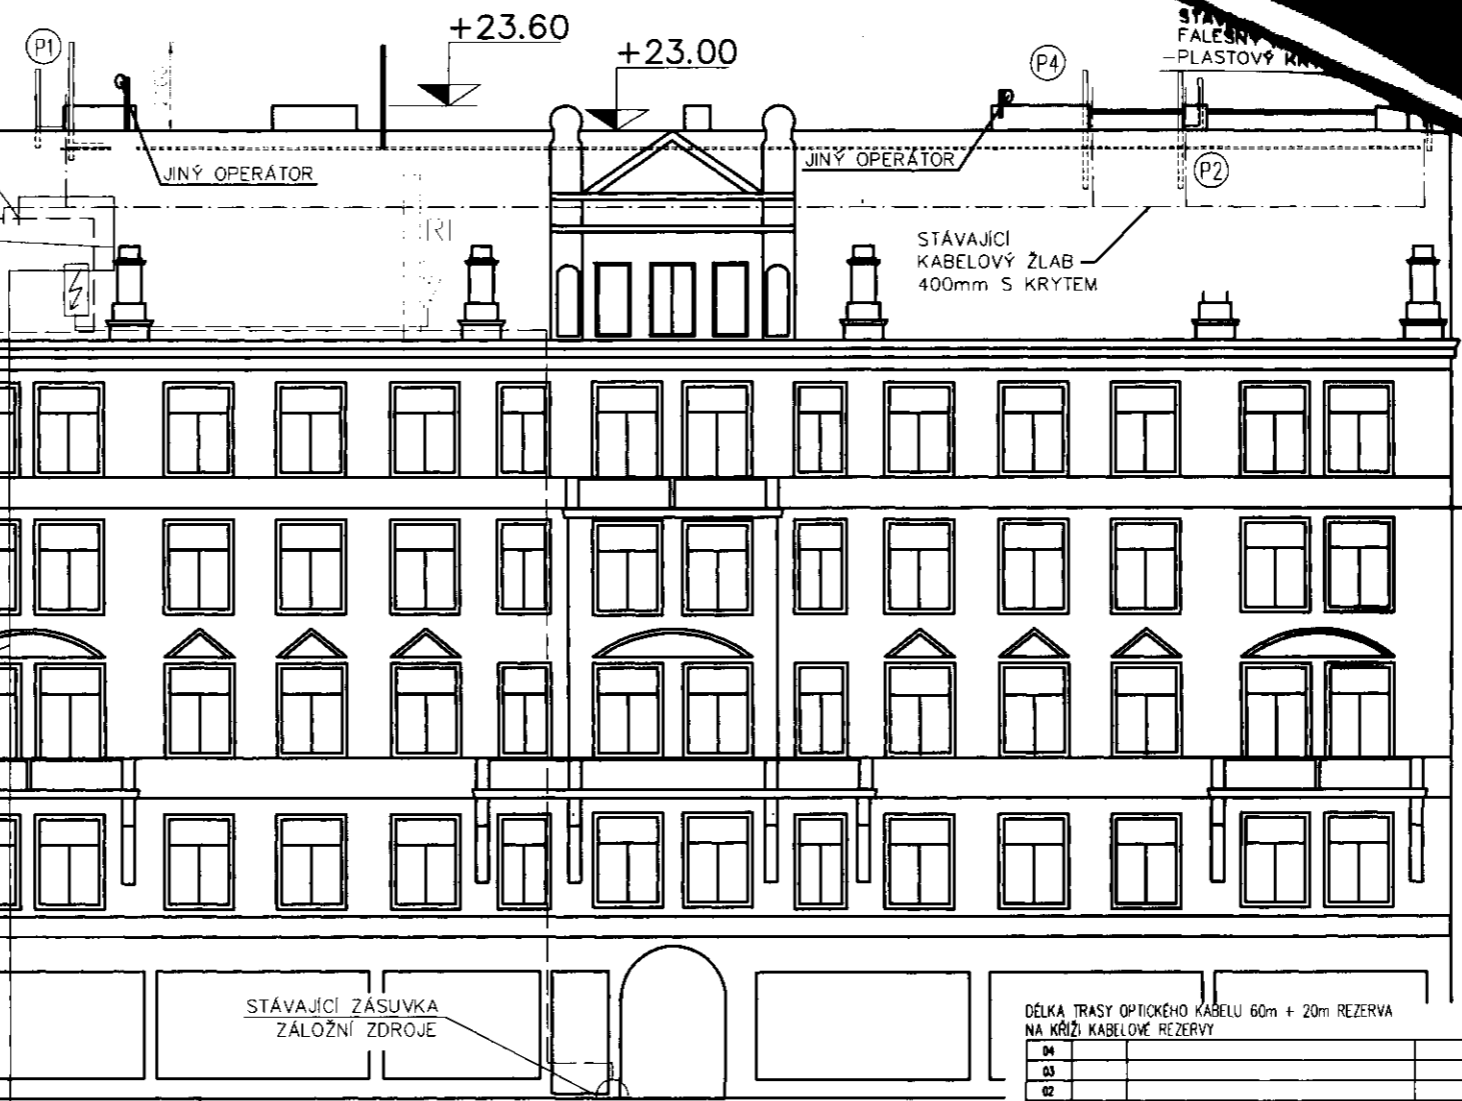 P1
+23.60
+23.00
P4
FALEŠNÝ
-PLASTOVÝ
JINÝ OPERÁTOR
JINÝ OPERÁTOR
P2
STÁVAJÍCÍ
KABELOVÝ ŽLAB
400mm S KRYTEM
STÁVAJÍCÍ ZÁSUVKA
ZÁLOŽNÍ ZDROJE
DÉLKA TRASY OPTICKÉHO KABELU 60m + 20m REZERVA
NA KŘÍŽI KABELOVÉ REZERVY
04
03
02